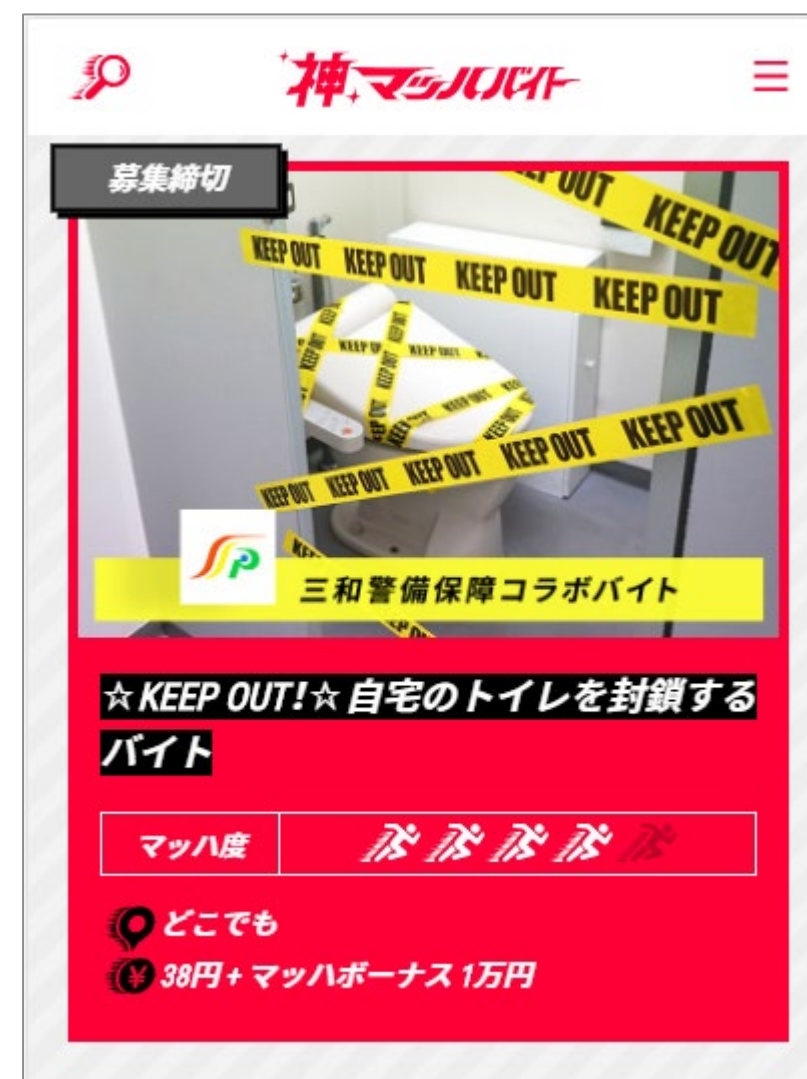 神マッハバイト
募集締切
KEEP OUT
KEEP OUT KEEP OUT KEEP OUT KEEP OUT
KEEP OUT
KEEP OUT KEEP OUT KEEP OUT KEEP OUT KEEP OUT
三和警備保障コラボバイト
☆KEEP OUT!☆自宅のトイレを封鎖する
バイト
マッハ度
どこでも
38円+マッハボーナス1万円